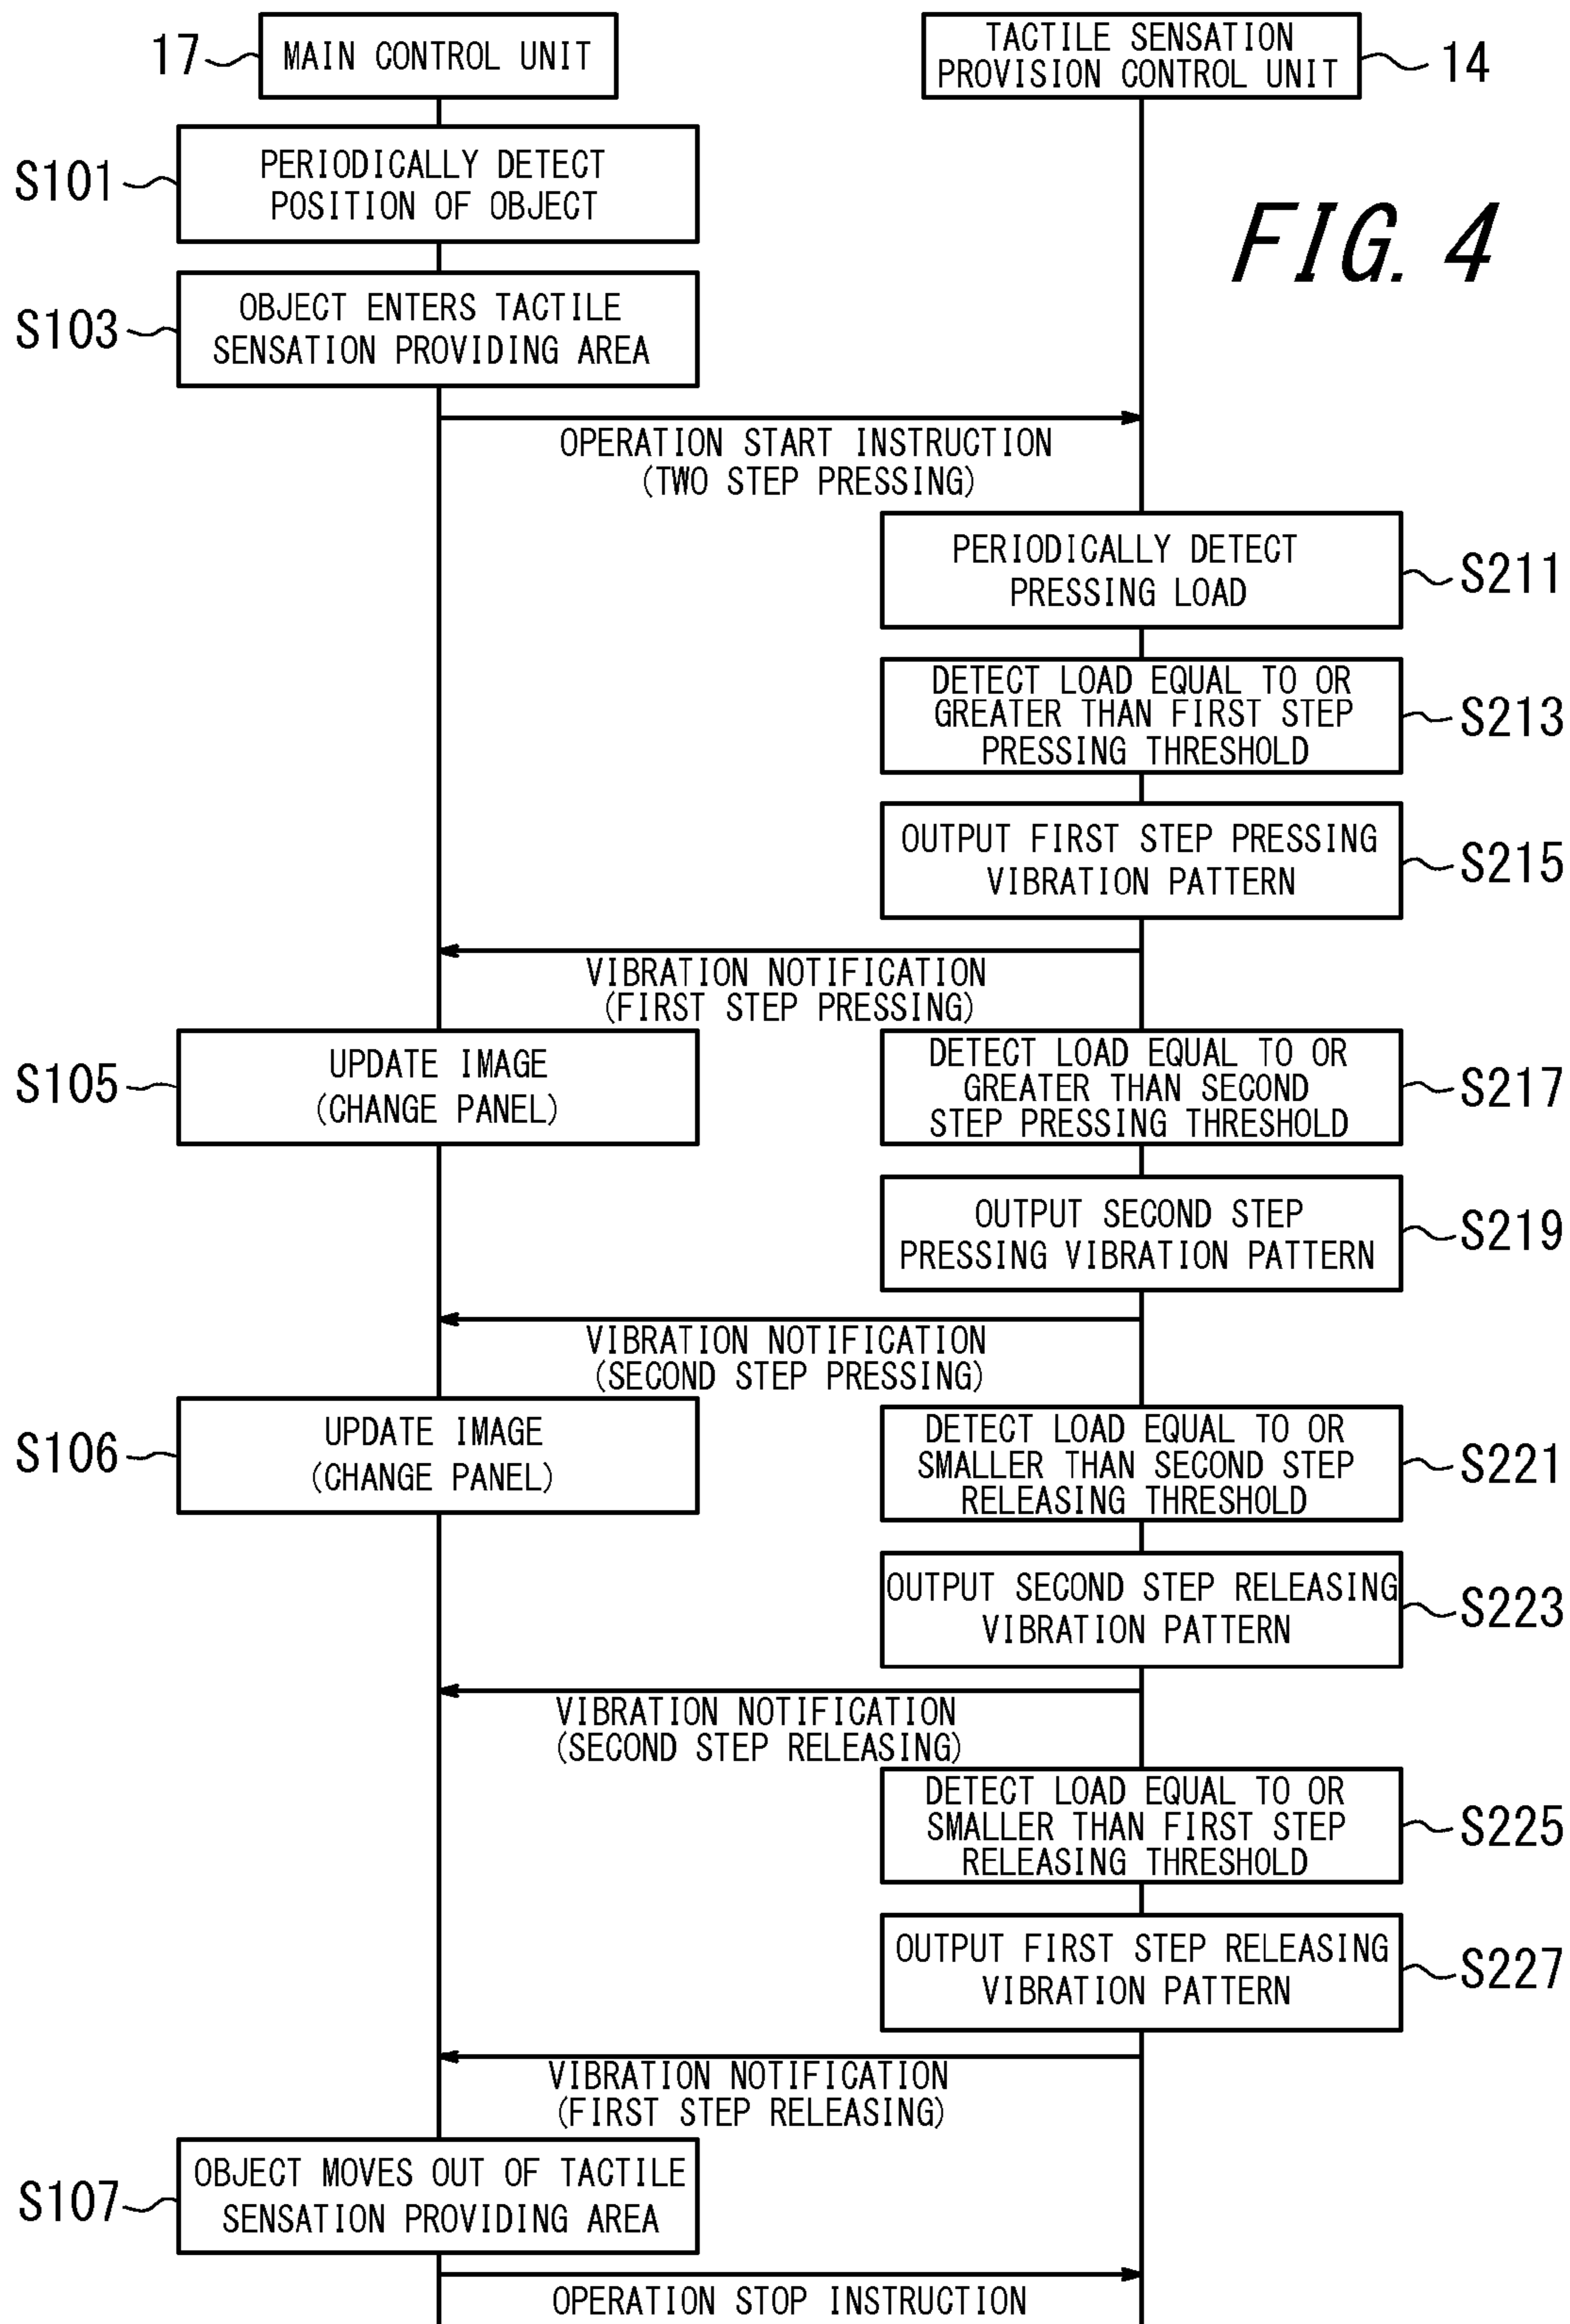 17
MAIN CONTROL UNIT
TACTILE SENSATION
PROVISION CONTROL UNIT
14
FIG. 4
S101
PERIODICALLY DETECT
POSITION OF OBJECT
S103
OBJECT ENTERS TACTILE
SENSATION PROVIDING AREA
OPERATION START INSTRUCTION
(TWO STEP PRESSING)
PERIODICALLY DETECT
PRESSING LOAD
S211
DETECT LOAD EQUAL TO OR
GREATER THAN FIRST STEP
PRESSING THRESHOLD
S213
OUTPUT FIRST STEP PRESSING
VIBRATION PATTERN
S215
VIBRATION NOTIFICATION
(FIRST STEP PRESSING)
S105
UPDATE IMAGE
(CHANGE PANEL)
DETECT LOAD EQUAL TO OR
GREATER THAN SECOND
STEP PRESSING THRESHOLD
S217
OUTPUT SECOND STEP
PRESSING VIBRATION PATTERN
S219
VIBRATION NOTIFICATION
(SECOND STEP PRESSING)
S106
UPDATE IMAGE
(CHANGE PANEL)
DETECT LOAD EQUAL TO OR
SMALLER THAN SECOND STEP
RELEASING THRESHOLD
S221
OUTPUT SECOND STEP RELEASING
VIBRATION PATTERN
S223
VIBRATION NOTIFICATION
(SECOND STEP RELEASING)
DETECT LOAD EQUAL TO OR
SMALLER THAN FIRST STEP
RELEASING THRESHOLD
S225
OUTPUT FIRST STEP RELEASING
VIBRATION PATTERN
S227
VIBRATION NOTIFICATION
(FIRST STEP RELEASING)
S107
OBJECT MOVES OUT OF TACTILE
SENSATION PROVIDING AREA
OPERATION STOP INSTRUCTION